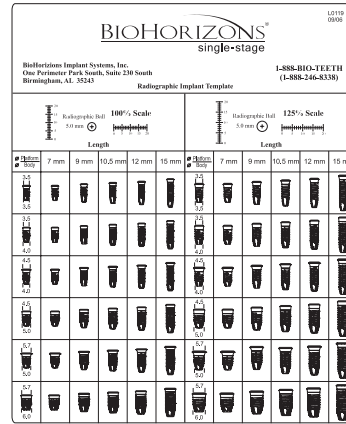 L0119
09/06
BIOHORIZONS®
single-stage
BioHorizons Implant Systems, Inc.
One Perimeter Park South, Suite 230 South
Birmingham, AL 35243
1-888-BIO-TEETH
(1-888-246-8338)
Radiographic Implant Template
Radiographic Ball
5.0 mm
100% Scale
Length
Radiographic Ball
5.0 mm
125% Scale
Length
ø Platform
ø Body
7 mm 9 mm 10.5 mm 12 mm 15 mm
ø Platform
ø Body
7 mm 9 mm 10.5 mm 12 mm 15 m
3.5
3.5
3.5
3.5
3.5
4.0
3.5
4.0
4.5
4.0
4.5
4.0
4.5
5.0
4.5
5.0
5.7
5.0
5.7
5.0
5.7
6.0
5.7
6.0